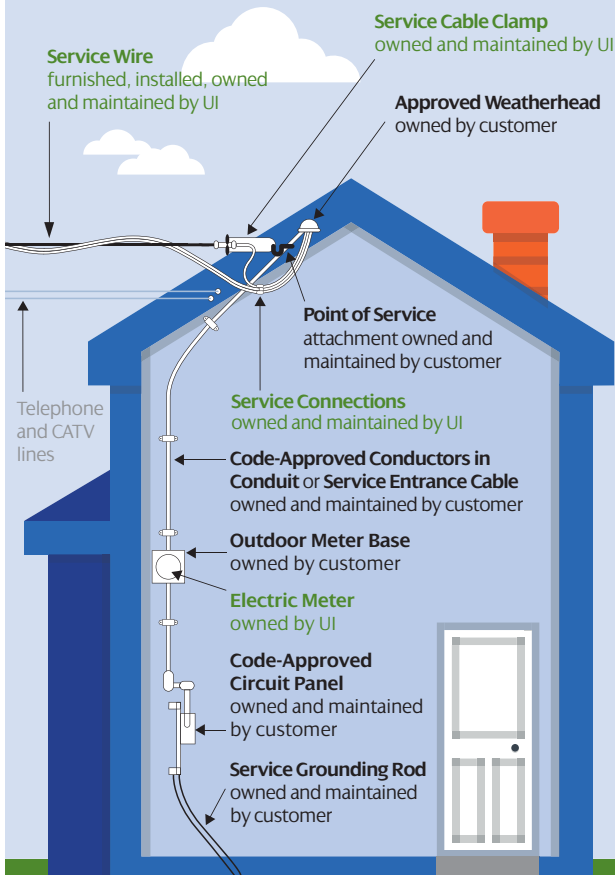 Service Cable Clamp
owned and maintained by UI
Service Wire
furnished, installed, owned
and maintained by UI
Approved Weatherhead
owned by customer
Point of Service
attachment owned and
maintained by customer
Telephone
and CATV
lines
Service Connections
owned and maintained by UI
Code-Approved Conductors in
Conduit or Service Entrance Cable
owned and maintained by customer
Outdoor Meter Base
owned by customer
Electric Meter
owned by UI
Code-Approved
Circuit Panel
owned and maintained
by customer
Service Grounding Rod
owned and maintained
by customer